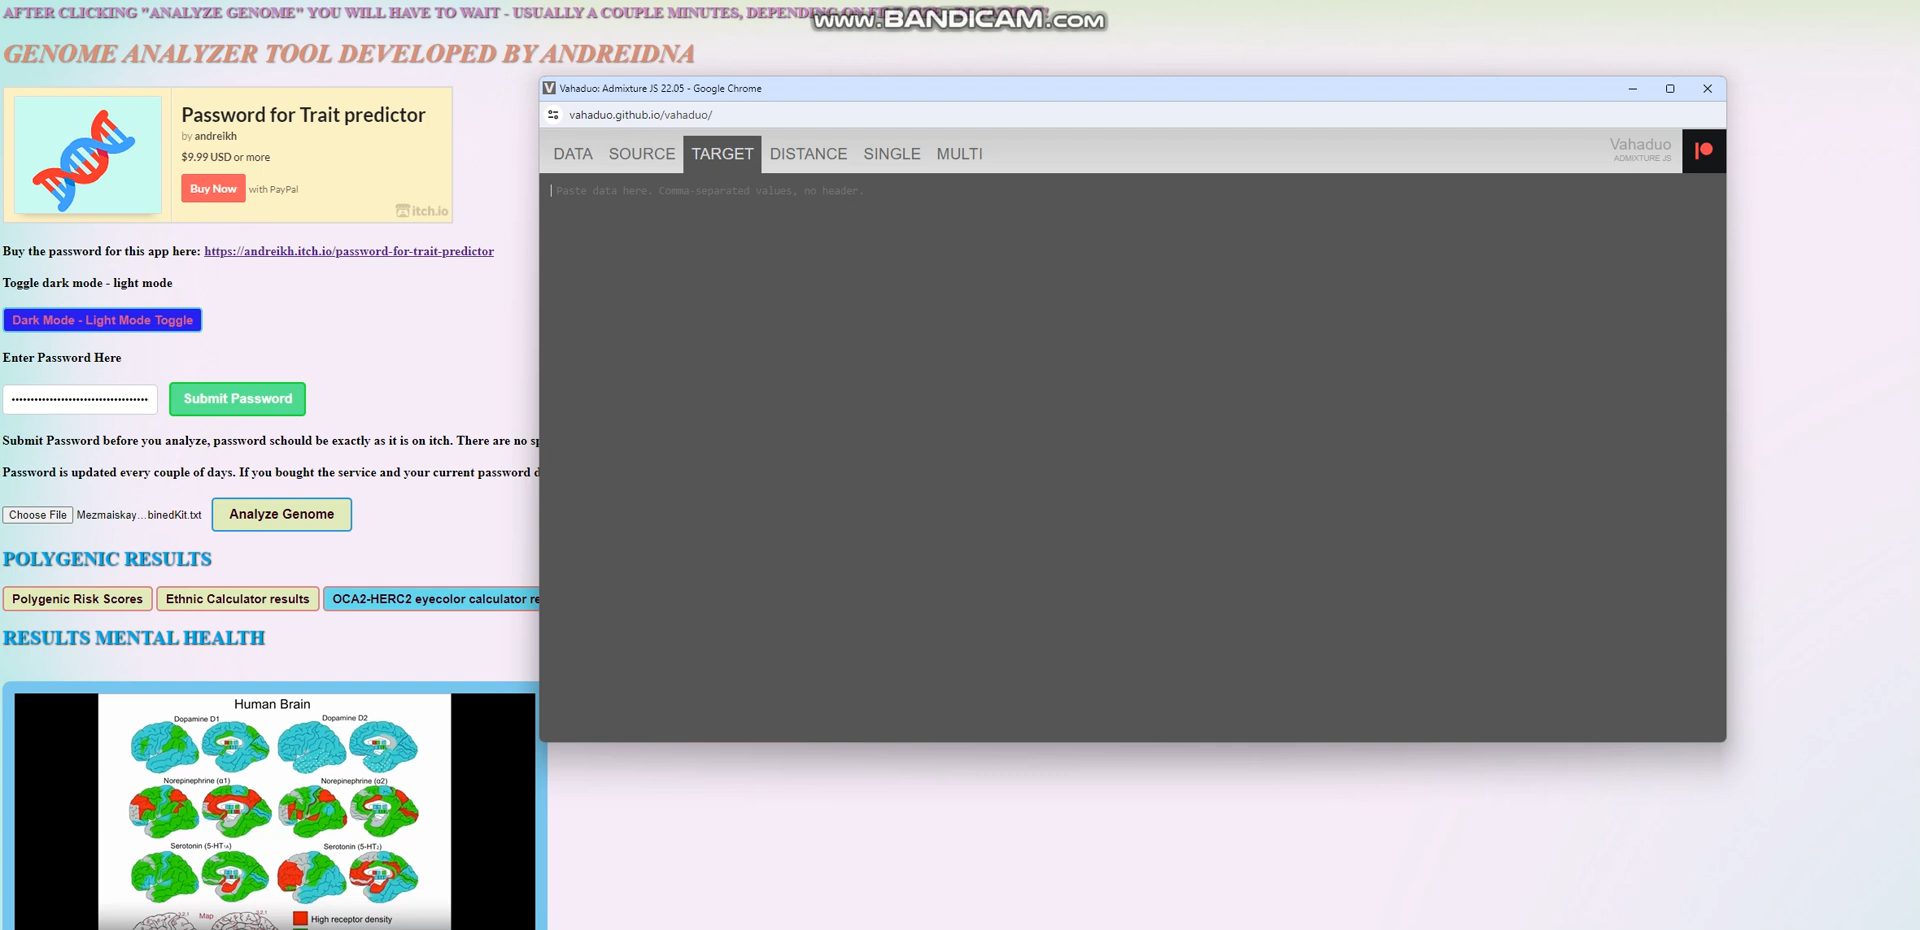 AFTER CLICKING "ANALYZE GENOME" YOU WILL HAVE TO WAIT - USUALLY A COUPLE MINUTES, DEPENDING
www.BANDICAM.com
GENOME ANALYZER TOOL DEVELOPED BY ANDREIDNA
Password for Trait predictor
by andreikh
$9.99 USD or more
Buy Now with PayPal
itch.io
Buy the password for this app here: https://andreikh.itch.io/password-for-trait-predictor
Toggle dark mode - light mode
Dark Mode - Light Mode Toggle
Enter Password Here
Submit Password
Submit Password before you analyze, password schould be exactly as it is on itch. There are no sp
Password is updated every couple of days. If you bought the service and your current password d
Choose File Mezmaiskay...binedKit.txt Analyze Genome
POLYGENIC RESULTS
Polygenic Risk Scores Ethnic Calculator results OCA2-HERC2 eyecolor calculator re
RESULTS MENTAL HEALTH
Human Brain
Dopamine D1 Dopamine D2
Norepinephrine (α1) Norepinephrine (α2)
Serotonin (5-HT₁A) Serotonin (5-HT₂)
Map
High receptor density
Vahaduo: Admixture JS 22.05 - Google Chrome
vahaduo.github.io/vahaduo/
DATA SOURCE TARGET DISTANCE SINGLE MULTI
Vahaduo
ADMIXTURE JS
Paste data here. Comma-separated values, no header.